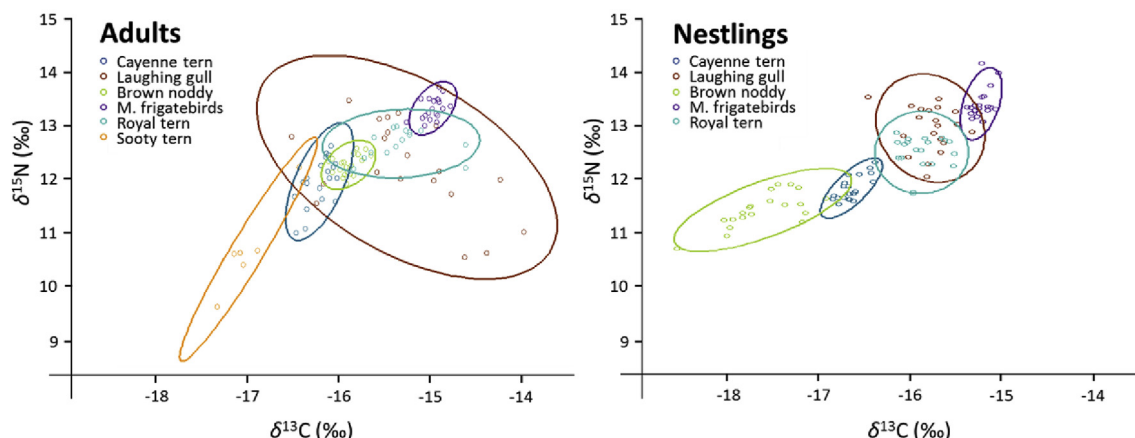 Adults
Cayenne tern
Laughing gull
Brown noddy
M. frigatebirds
Royal tern
Sooty tern
15
14
13
12
11
10
9
δ15N (‰)
-18
-17
-16
-15
-14
δ13C (‰)
Nestlings
Cayenne tern
Laughing gull
Brown noddy
M. frigatebirds
Royal tern
15
14
13
12
11
10
9
δ15N (‰)
-18
-17
-16
-15
-14
δ13C (‰)